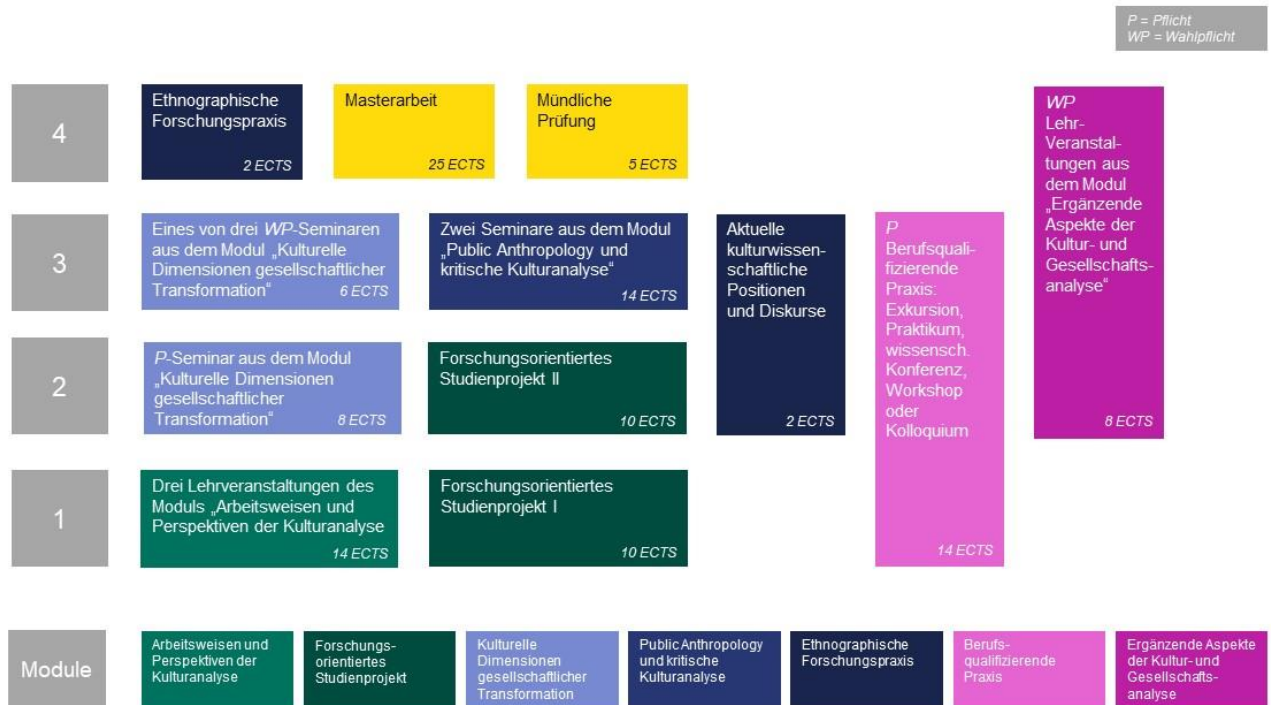 P = Pflicht
WP = Wahlpflicht
4
Ethnographische
Forschungspraxis
2 ECTS
Masterarbeit
25 ECTS
Mündliche
Prüfung
5 ECTS
WP
Lehr-
Veranstal-
tungen aus
dem Modul
„Ergänzende
Aspekte der
Kultur- und
Gesellschafts-
analyse“
8 ECTS
3
Eines von drei WP-Seminaren
aus dem Modul „Kulturelle
Dimensionen gesellschaftlicher
Transformation“ 6 ECTS
Zwei Seminare aus dem Modul
„Public Anthropology und
kritische Kulturanalyse“
14 ECTS
Aktuelle
kulturwissen-
schaftliche
Positionen
und Diskurse
2 ECTS
P
Berufsquali-
fizierende
Praxis:
Exkursion,
Praktikum,
wissensch.
Konferenz,
Workshop
oder
Kolloquium
14 ECTS
2
P-Seminar aus dem Modul
„Kulturelle Dimensionen
gesellschaftlicher
Transformation“ 8 ECTS
Forschungsorientiertes
Studienprojekt II
10 ECTS
1
Drei Lehrveranstaltungen des
Moduls „Arbeitsweisen und
Perspektiven der Kulturanalyse
14 ECTS
Forschungsorientiertes
Studienprojekt I
10 ECTS
Module
Arbeitsweisen und
Perspektiven der
Kulturanalyse
Forschungs-
orientiertes
Studienprojekt
Kulturelle
Dimensionen
gesellschaftlicher
Transformation
Public Anthropology
und kritische
Kulturanalyse
Ethnographische
Forschungspraxis
Berufs-
qualifizierende
Praxis
Ergänzende Aspekte
der Kultur- und
Gesellschafts-
analyse